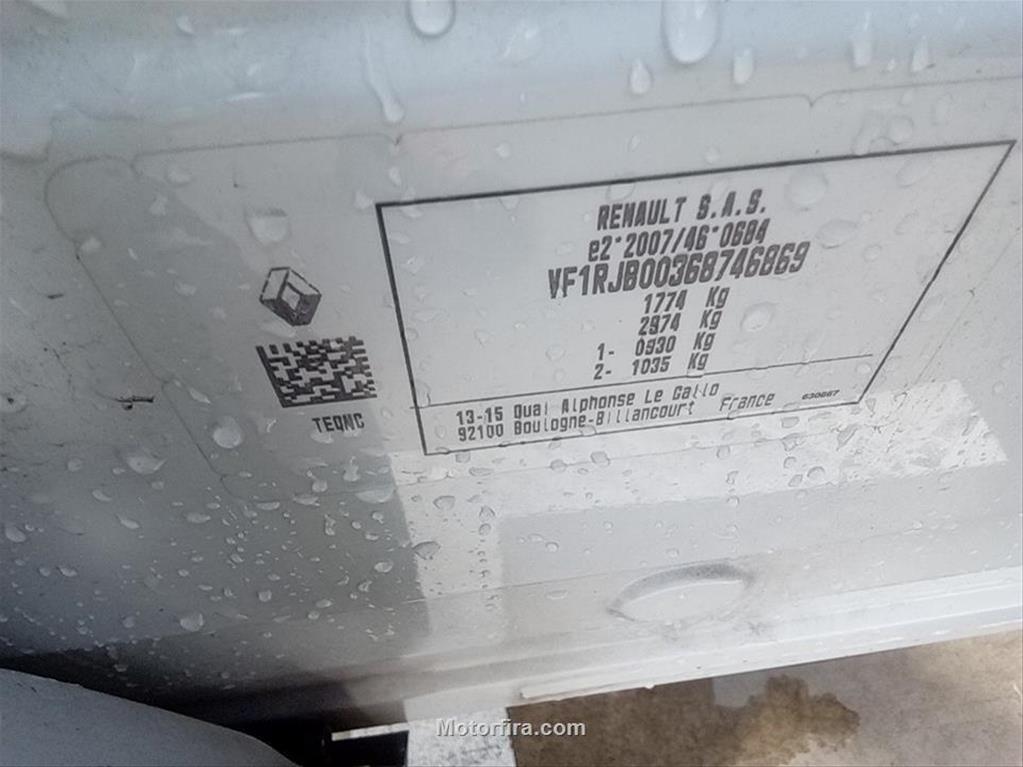 RENAULT S.A.S.
e2*2007/46*0684
VF1RJB00368746869
1774 Kg
2974 Kg
1- 0930 Kg
2- 1035 Kg
TEQNC
13-15 Quai Alphonse Le Gallo
92100 Boulogne-Billancourt France
630667
Motorfira.com